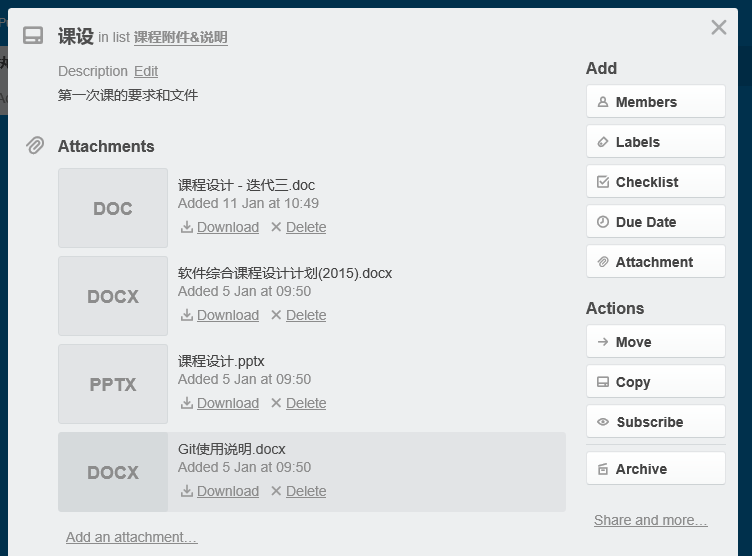 课设 in list 课程附件&说明
Description Edit
第一次课的要求和文件
Attachments
DOC
课程设计 - 迭代三.doc
Added 11 Jan at 10:49
Download Delete
DOCX
软件综合课程设计计划(2015).docx
Added 5 Jan at 09:50
Download Delete
PPTX
课程设计.pptx
Added 5 Jan at 09:50
Download Delete
DOCX
Git使用说明.docx
Added 5 Jan at 09:50
Download Delete
Add an attachment…
Add
Members
Labels
Checklist
Due Date
Attachment
Actions
Move
Copy
Subscribe
Archive
Share and more…